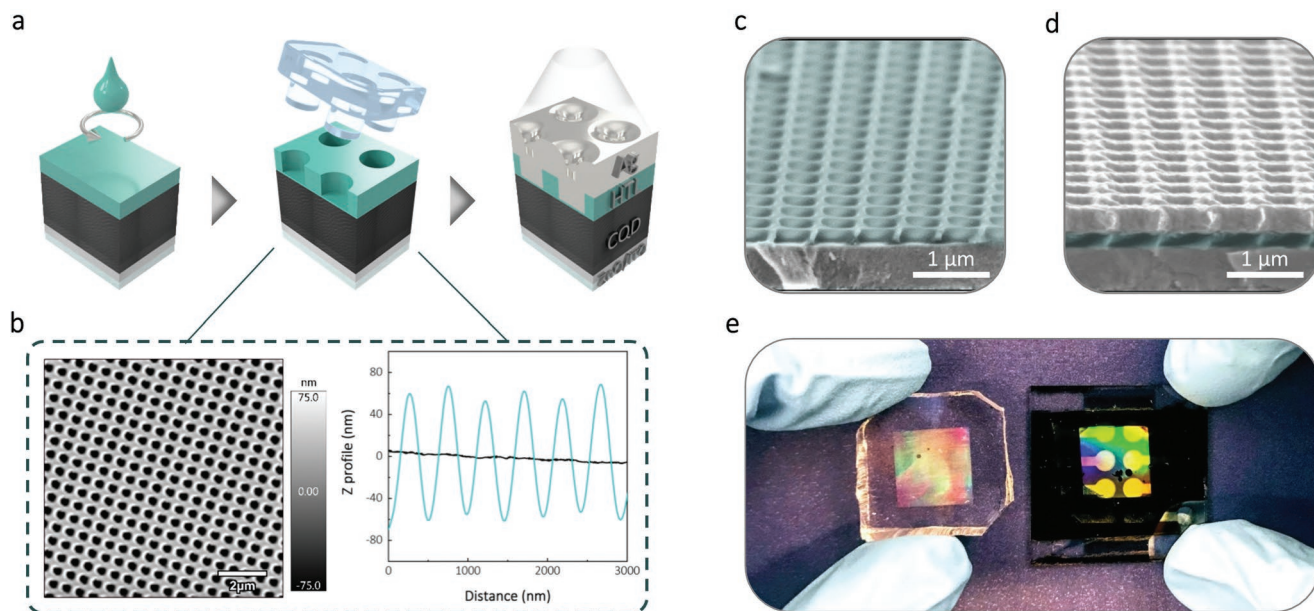 a
c
d
Ag
HTl
CQD
ZnO/ITO
1 µm
1 µm
b
e
nm
75.0
0.00
-75.0
2µm
80
40
0
-40
-80
Z profile (nm)
0
1000
2000
3000
Distance (nm)